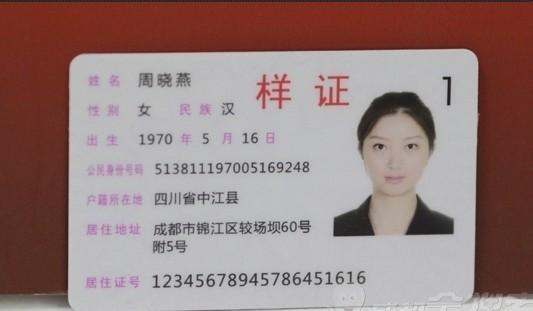 姓名 周晓燕
样证
1
性别 女 民族 汉
出生 1970 年 5 月 16 日
公民身份号码 513811197005169248
户籍所在地 四川省中江县
居住地址 成都市锦江区较场坝60号
附5号
居住证号 12345678945786451616